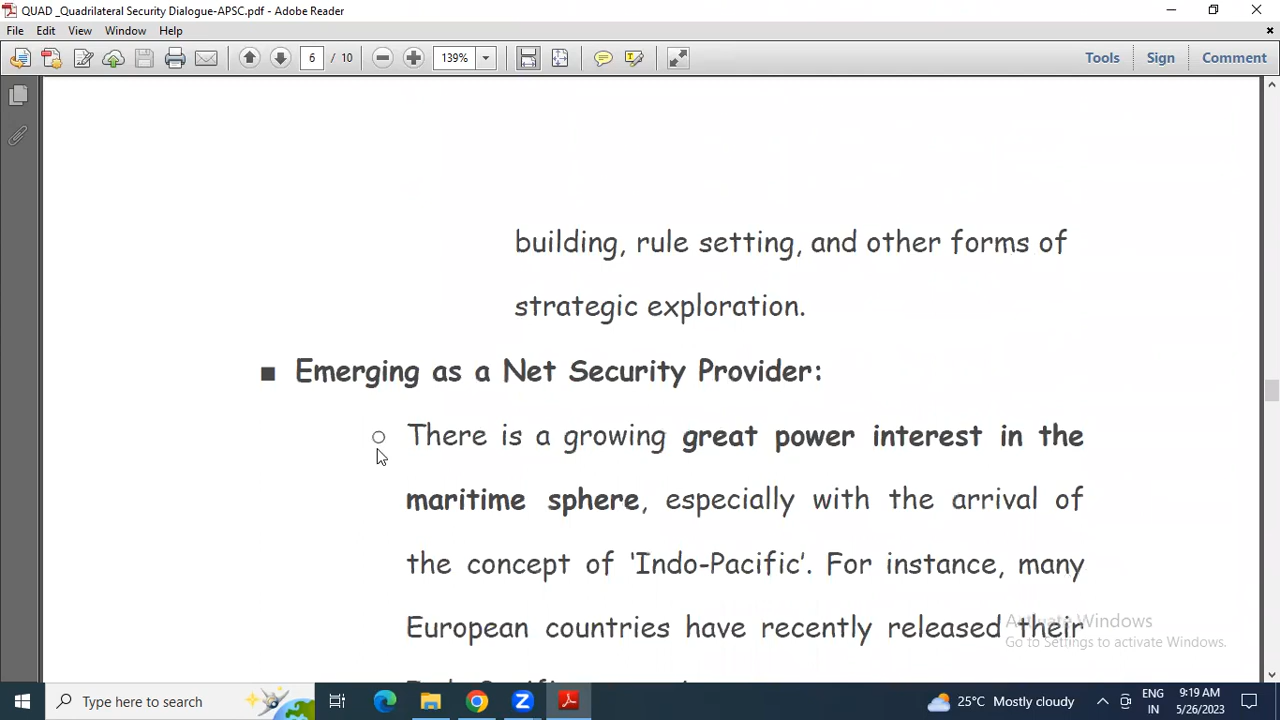 QUAD _Quadrilateral Security Dialogue-APSC.pdf - Adobe Reader
File Edit View Window Help
6 / 10 139% Tools Sign Comment
building, rule setting, and other forms of
strategic exploration.
■ Emerging as a Net Security Provider:
○ There is a growing great power interest in the
maritime sphere, especially with the arrival of
the concept of ‘Indo-Pacific’. For instance, many
European countries have recently released their
Activate Windows
Go to Settings to activate Windows.
Type here to search
25°C Mostly cloudy
ENG
IN
9:19 AM
5/26/2023